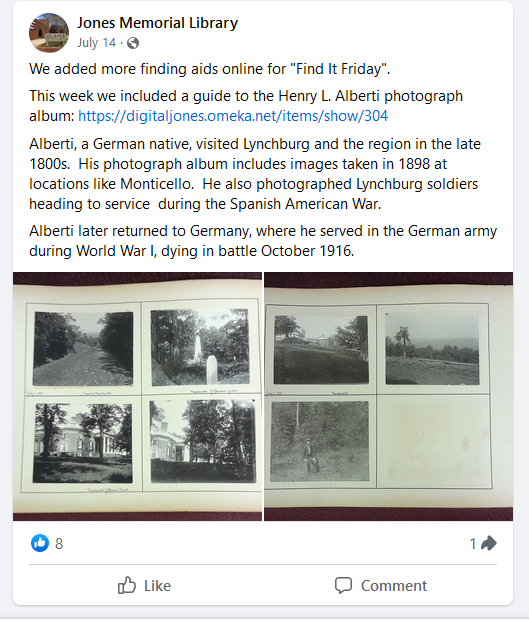 Jones Memorial Library
July 14 ·
We added more finding aids online for "Find It Friday".
This week we included a guide to the Henry L. Alberti photograph
album: https://digitaljones.omeka.net/items/show/304
Alberti, a German native, visited Lynchburg and the region in the late
1800s.  His photograph album includes images taken in 1898 at
locations like Monticello.  He also photographed Lynchburg soldiers
heading to service  during the Spanish American War.
Alberti later returned to Germany, where he served in the German army
during World War I, dying in battle October 1916.
8
1
Like
Comment